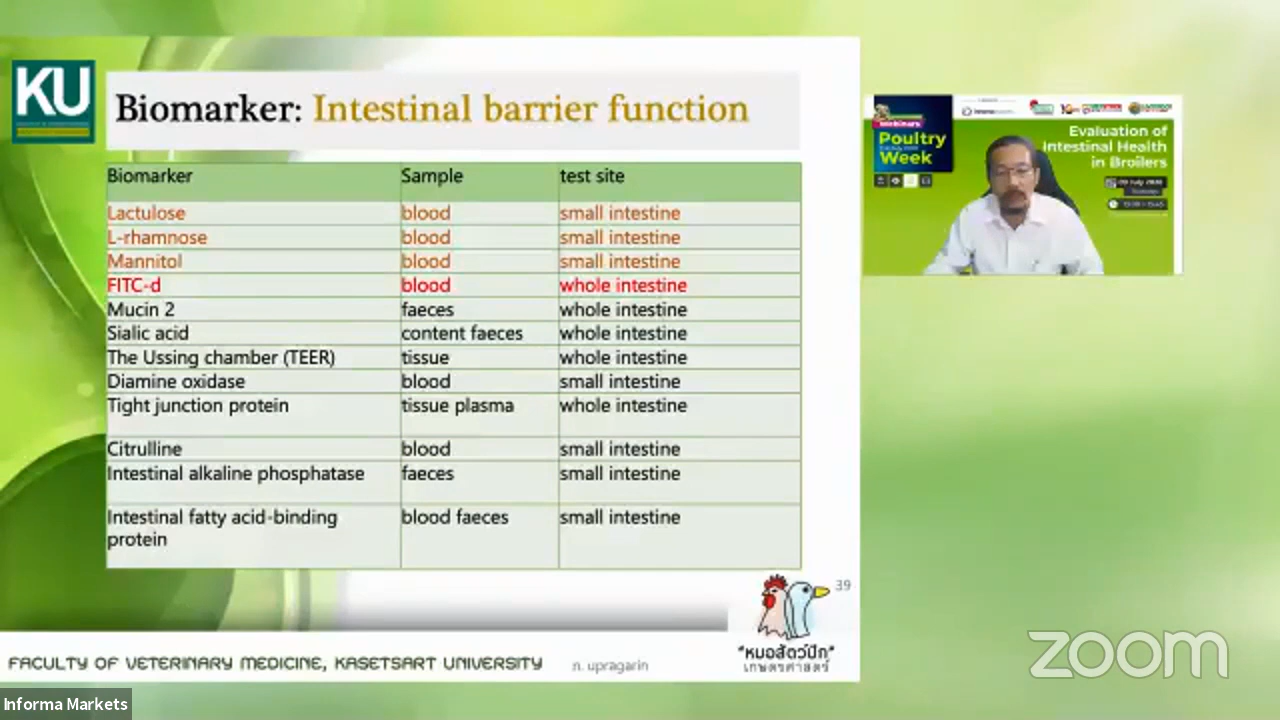 KU
Biomarker: Intestinal barrier function
Biomarker Sample test site
Lactulose blood small intestine
L-rhamnose blood small intestine
Mannitol blood small intestine
FITC-d blood whole intestine
Mucin 2 faeces whole intestine
Sialic acid content faeces whole intestine
The Ussing chamber (TEER) tissue whole intestine
Diamine oxidase blood small intestine
Tight junction protein tissue plasma whole intestine
Citrulline blood small intestine
Intestinal alkaline phosphatase faeces small intestine
Intestinal fatty acid-binding blood faeces small intestine
protein
39
"หมอสัตว์ปีก"
เกษตรศาสตร์
FACULTY OF VETERINARY MEDICINE, KASETSART UNIVERSITY
n. upragarin
Webinars
Poultry
Week
Evaluation of
Intestinal Health
in Broilers
zoom
Informa Markets